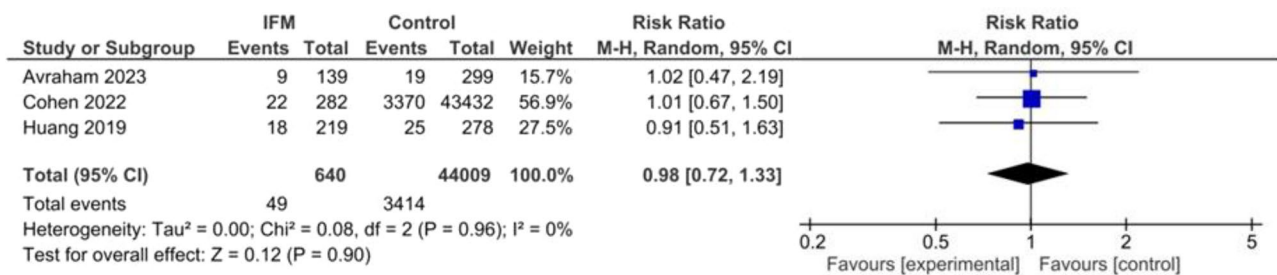 IFM Control Risk Ratio Risk Ratio
Study or Subgroup Events Total Events Total Weight M-H, Random, 95% CI M-H, Random, 95% CI
Avraham 2023 9 139 19 299 15.7% 1.02 [0.47, 2.19]
Cohen 2022 22 282 3370 43432 56.9% 1.01 [0.67, 1.50]
Huang 2019 18 219 25 278 27.5% 0.91 [0.51, 1.63]
Total (95% CI) 640 44009 100.0% 0.98 [0.72, 1.33]
Total events 49 3414
Heterogeneity: Tau² = 0.00; Chi² = 0.08, df = 2 (P = 0.96); I² = 0%
Test for overall effect: Z = 0.12 (P = 0.90)
0.2 0.5 1 2 5
Favours [experimental] Favours [control]